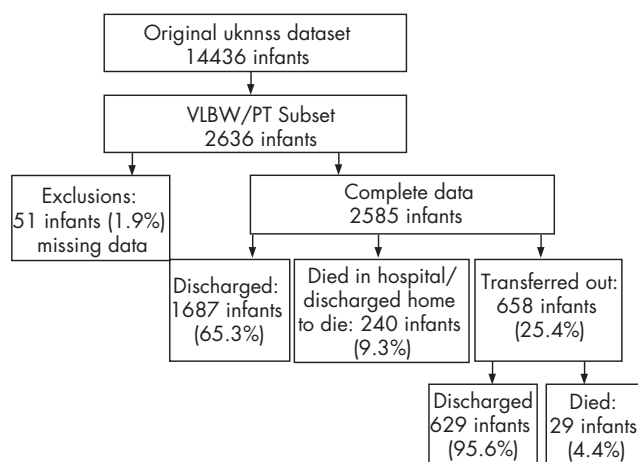 Original uknnss dataset
14436 infants
VLBW/PT Subset
2636 infants
Exclusions:
51 infants (1.9%)
missing data
Complete data
2585 infants
Discharged:
1687 infants
(65.3%)
Died in hospital/
discharged home
to die: 240 infants
(9.3%)
Transferred out:
658 infants
(25.4%)
Discharged
629 infants
(95.6%)
Died:
29 infants
(4.4%)